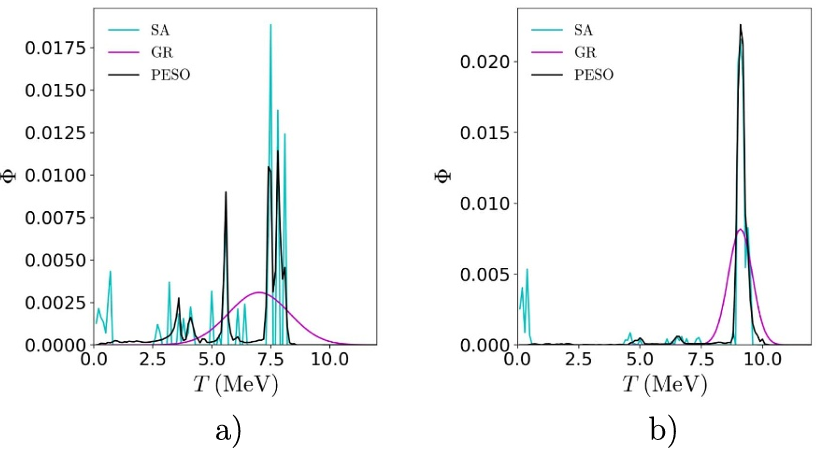 SA
GR
PESO
0.0175
0.0150
0.0125
0.0100
0.0075
0.0050
0.0025
0.0000
Φ
0.0 2.5 5.0 7.5 10.0
T (MeV)
a)
SA
GR
PESO
0.020
0.015
0.010
0.005
0.000
Φ
0.0 2.5 5.0 7.5 10.0
T (MeV)
b)